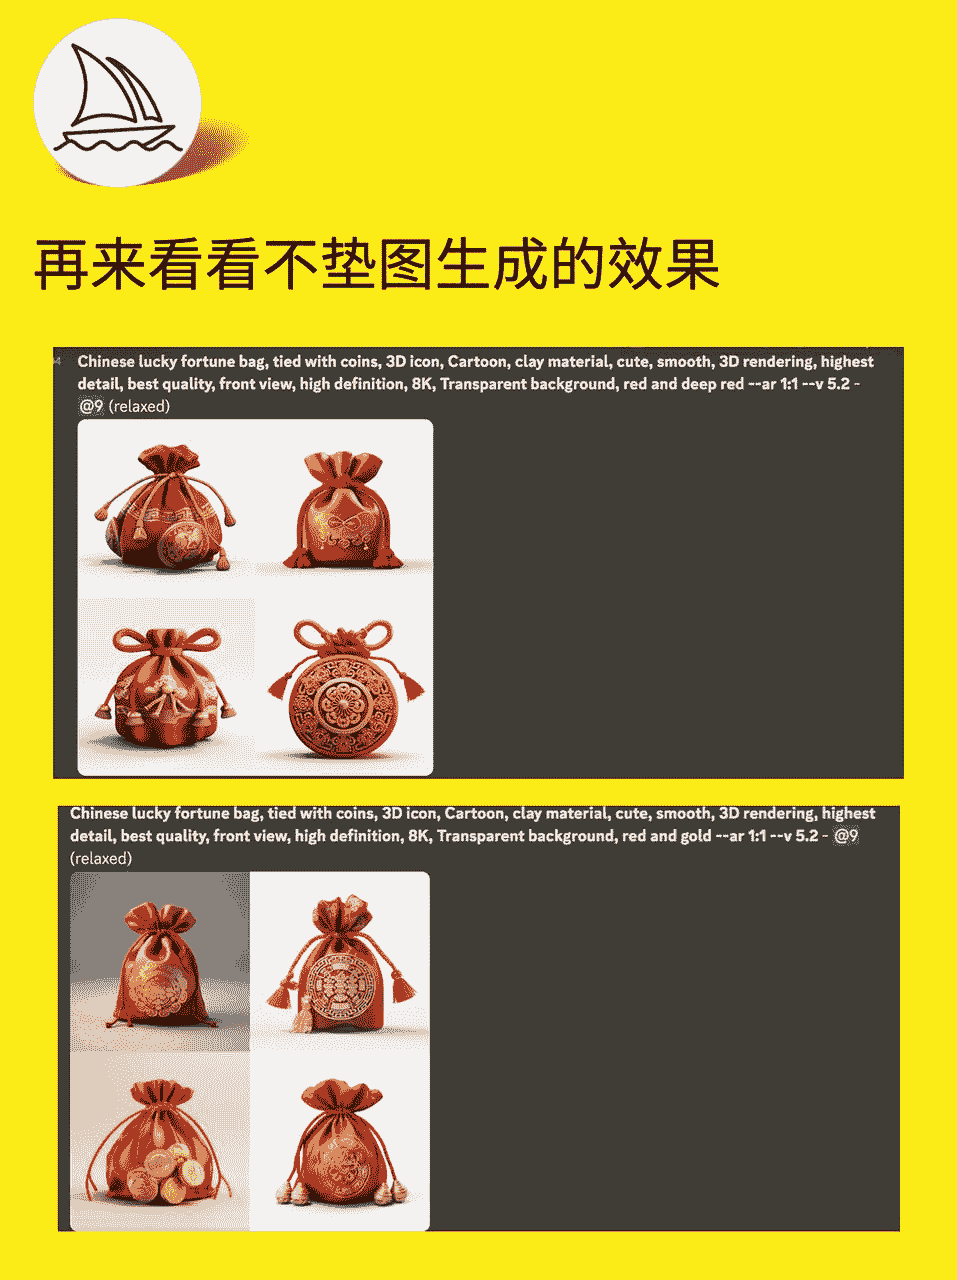 再来看看不垫图生成的效果
Chinese lucky fortune bag, tied with coins, 3D icon, Cartoon, clay material, cute, smooth, 3D rendering, highest
detail, best quality, front view, high definition, 8K, Transparent background, red and deep red --ar 1:1 --v 5.2 -
@9 (relaxed)
Chinese lucky fortune bag, tied with coins, 3D icon, Cartoon, clay material, cute, smooth, 3D rendering, highest
detail, best quality, front view, high definition, 8K, Transparent background, red and gold --ar 1:1 --v 5.2 - @9
(relaxed)